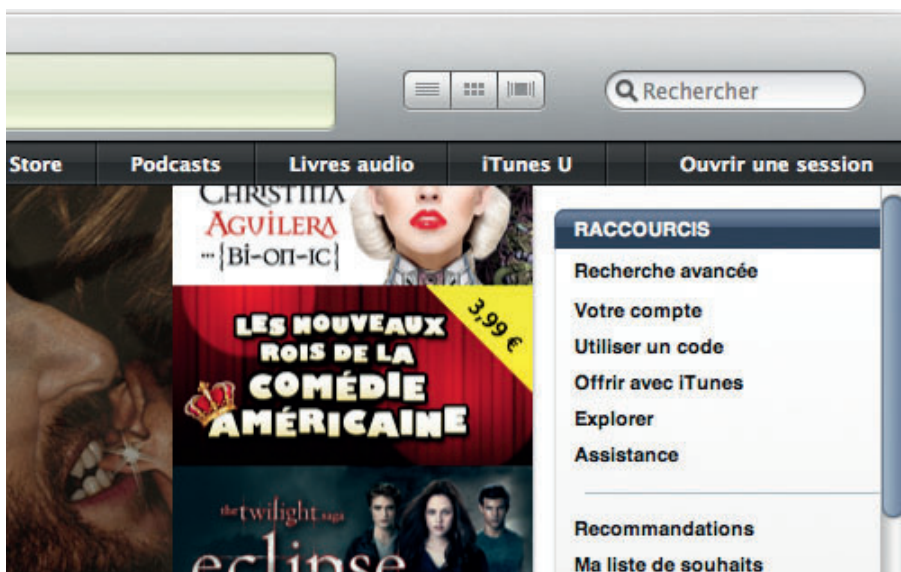 Rechercher
Store Podcasts Livres audio iTunes U Ouvrir une session
CHRISTINA
AGUILERA
···{BI-ON-IC}
LES NOUVEAUX
ROIS DE LA
COMÉDIE
AMÉRICAINE
3,99 €
the twilight saga
eclipse
RACCOURCIS
Recherche avancée
Votre compte
Utiliser un code
Offrir avec iTunes
Explorer
Assistance
Recommandations
Ma liste de souhaits